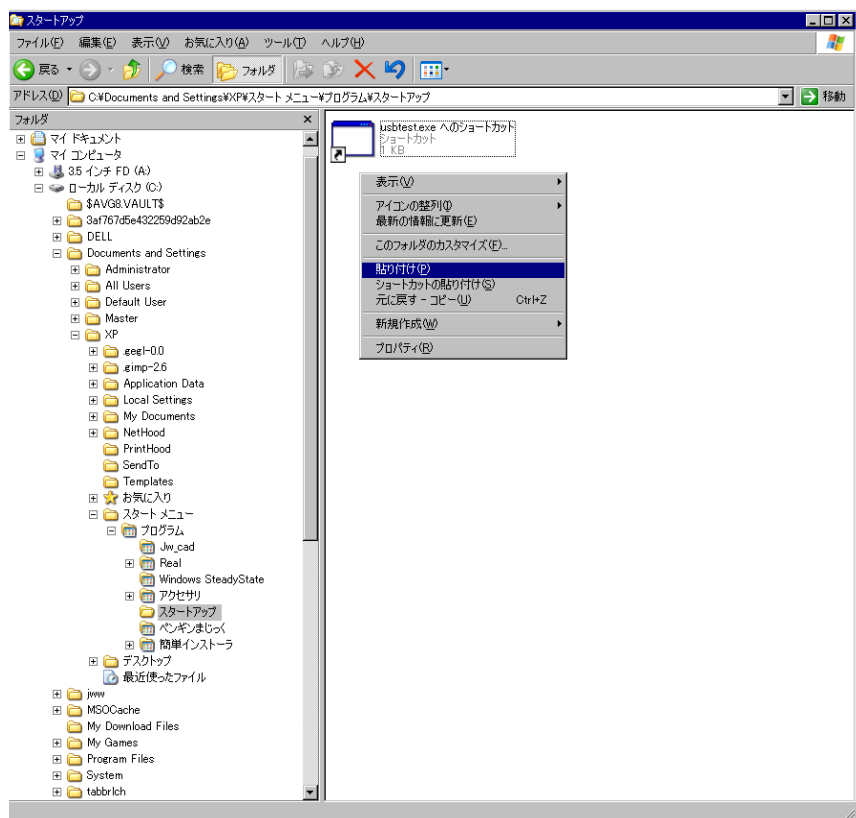 スタートアップ
ファイル(F) 編集(E) 表示(V) お気に入り(A) ツール(T) ヘルプ(H)
戻る 検索 フォルダ
アドレス(D) C:¥Documents and Settings¥XP¥スタート メニュー¥プログラム¥スタートアップ 移動
フォルダ
マイ ドキュメント
マイ コンピュータ
3.5 インチ FD (A:)
ローカル ディスク (C:)
$AVG8.VAULT$
3af767d5e432259d92ab2e
DELL
Documents and Settings
Administrator
All Users
Default User
Master
XP
.gegl-0.0
.gimp-2.6
Application Data
Local Settings
My Documents
NetHood
PrintHood
SendTo
Templates
お気に入り
スタート メニュー
プログラム
Jw_cad
Real
Windows SteadyState
アクセサリ
スタートアップ
ペンギンまじっく
簡単インストーラ
デスクトップ
最近使ったファイル
jww
MSOCache
My Download Files
My Games
Program Files
System
tabbrlch
usbtest.exe へのショートカット
ショートカット
1 KB
表示(V)
アイコンの整列(I)
最新の情報に更新(E)
このフォルダのカスタマイズ(F)...
貼り付け(P)
ショートカットの貼り付け(S)
元に戻す - コピー(U) Ctrl+Z
新規作成(W)
プロパティ(R)